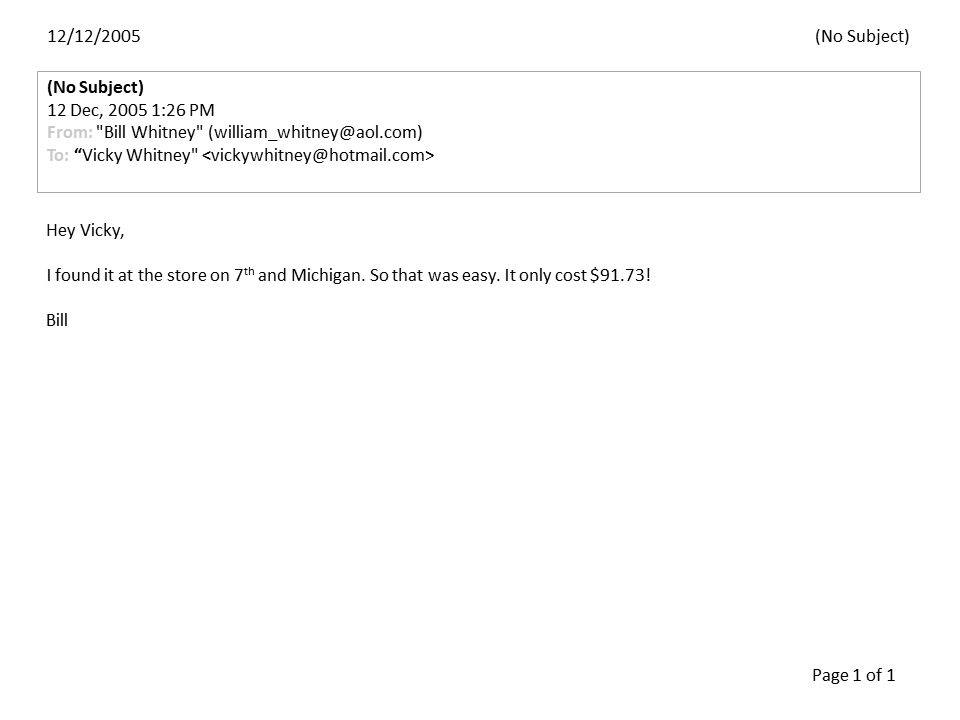 12/12/2005 (No Subject)
(No Subject)
12 Dec, 2005 1:26 PM
From: "Bill Whitney" (william_whitney@aol.com)
To: “Vicky Whitney" <vickywhitney@hotmail.com>
Hey Vicky,
I found it at the store on 7th and Michigan. So that was easy. It only cost $91.73!
Bill
Page 1 of 1